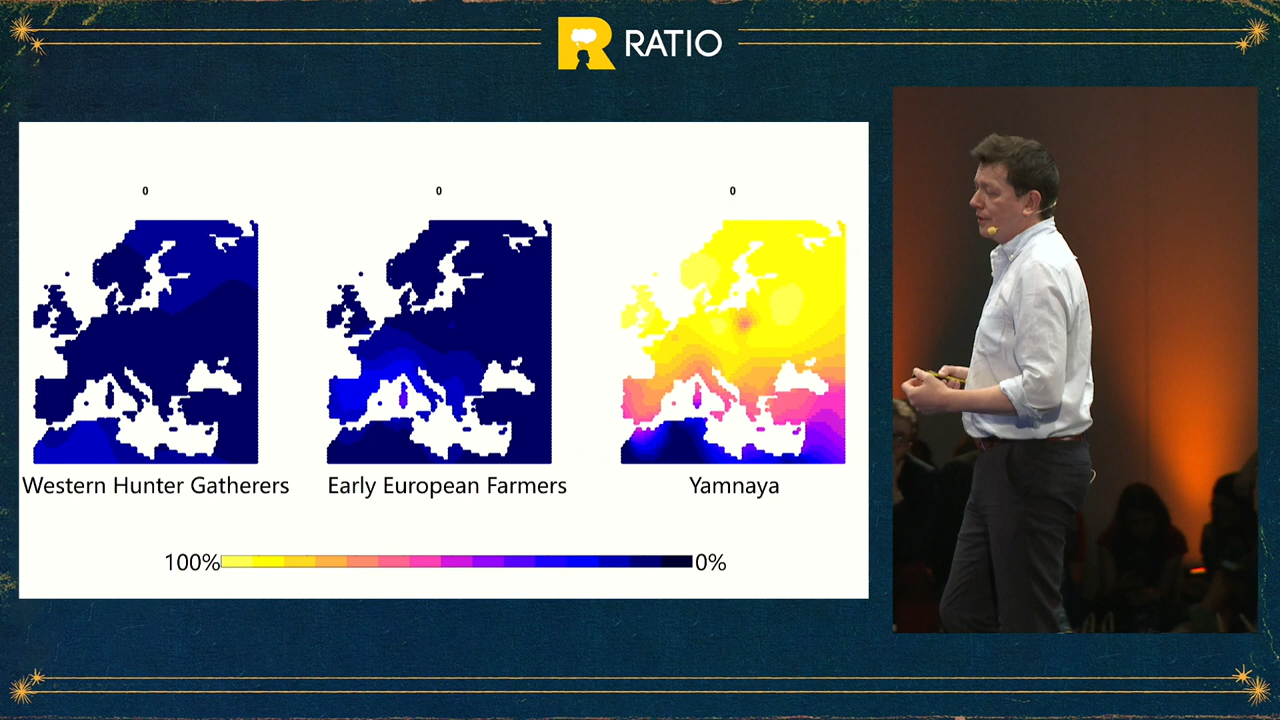 RATIO
0
0
0
Western Hunter Gatherers
Early European Farmers
Yamnaya
100%
0%